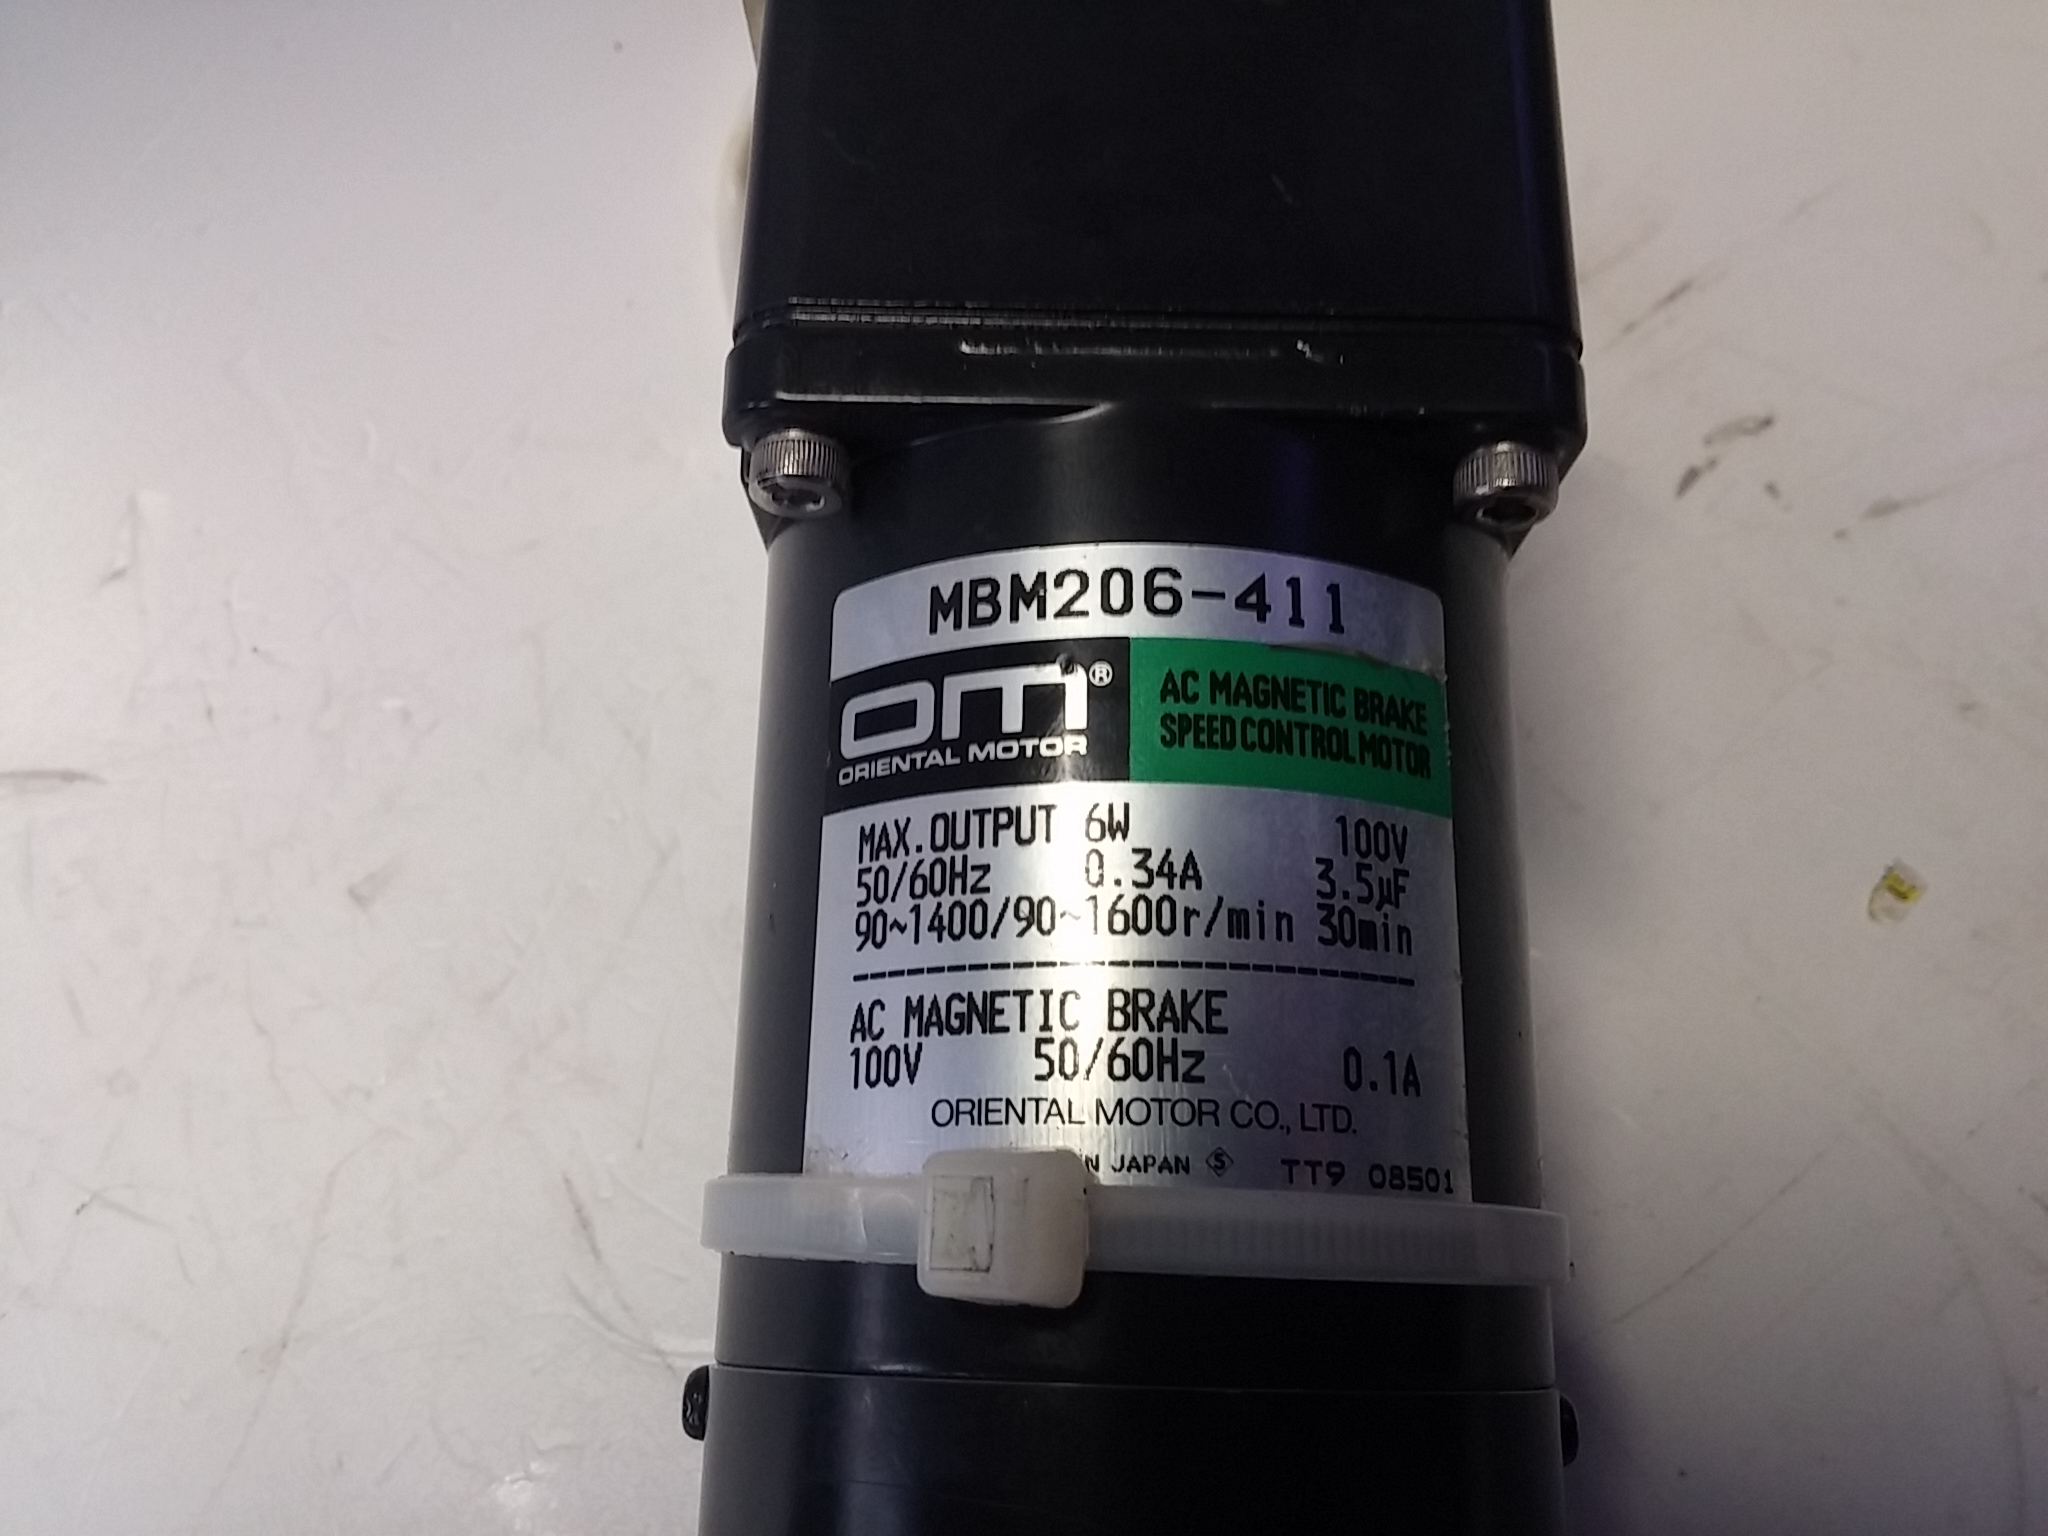 MBM206-411
om®
ORIENTAL MOTOR
AC MAGNETIC BRAKE
SPEED CONTROL MOTOR
MAX.OUTPUT 6W 100V
50/60Hz 0.34A 3.5µF
90~1400/90~1600r/min 30min
AC MAGNETIC BRAKE
100V 50/60Hz 0.1A
ORIENTAL MOTOR CO., LTD.
JAPAN S TT9 08501